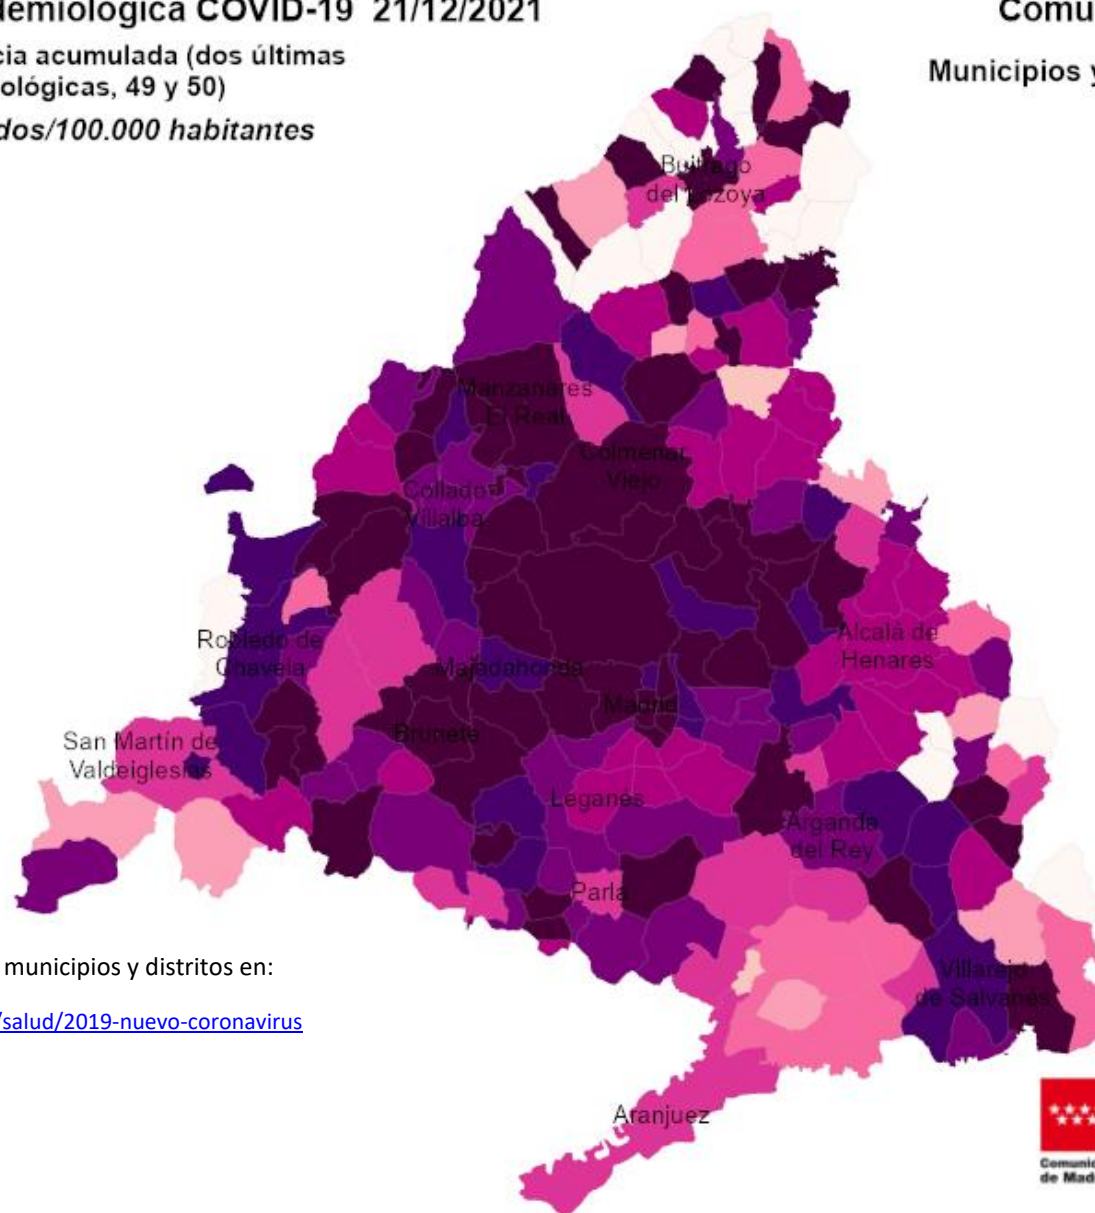 demiológica COVID-19 21/12/2021
cia acumulada (dos últimas
ológicas, 49 y 50)
dos/100.000 habitantes
Comu
Municipios y
Buitrago
del Lozoya
Manzanares
El Real
Colmenar
Viejo
Collado
Villalba
Robledo de
Chavela
Majadahonda
Alcalá de
Henares
Madrid
Brunete
San Martín de
Valdeiglesias
Leganés
Arganda
del Rey
Parla
Villarejo
de Salvanés
Aranjuez
municipios y distritos en:
/salud/2019-nuevo-coronavirus
Comunid
de Madr